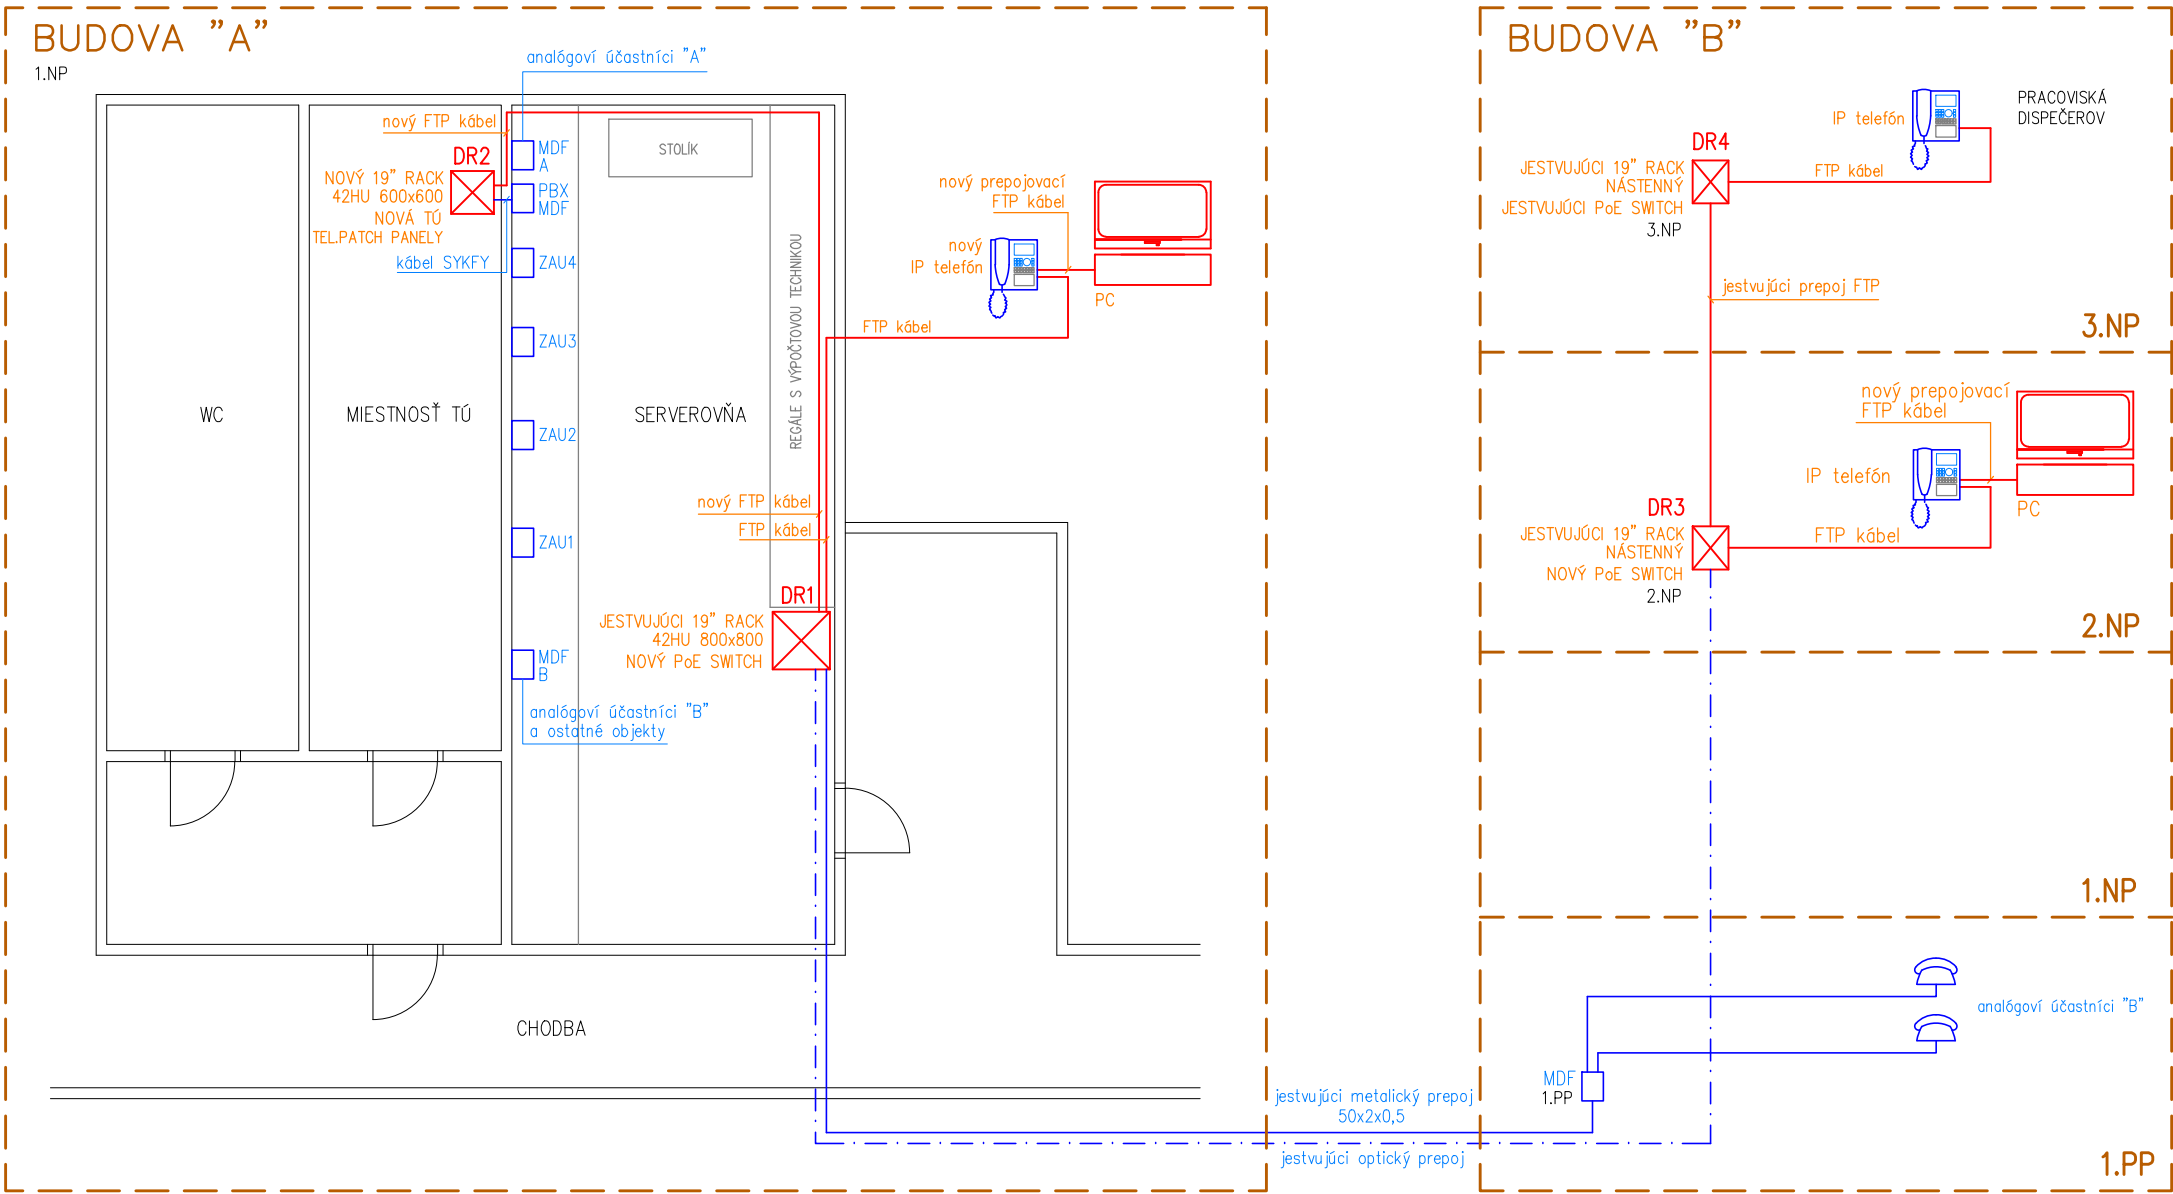 BUDOVA "A"
1.NP
analógoví účastníci "A"
nový FTP kábel
DR2
NOVÝ 19" RACK
42HU 600x600
NOVÁ TÚ
TEL.PATCH PANELY
kábel SYKFY
MDF
A
PBX
MDF
ZAU4
ZAU3
ZAU2
ZAU1
MDF
B
analógoví účastníci "B"
a ostatné objekty
STOLÍK
REGÁLE S VÝPOČTOVOU TECHNIKOU
WC
MIESTNOSŤ TÚ
SERVEROVŇA
nový FTP kábel
FTP kábel
DR1
JESTVUJÚCI 19" RACK
42HU 800x800
NOVÝ PoE SWITCH
CHODBA
nový prepojovací
FTP kábel
nový
IP telefón
PC
FTP kábel
jestvujúci metalický prepoj
50x2x0,5
jestvujúci optický prepoj
BUDOVA "B"
PRACOVISKÁ
DISPEČEROV
IP telefón
DR4
JESTVUJÚCI 19" RACK
NÁSTENNÝ
JESTVUJÚCI PoE SWITCH
3.NP
FTP kábel
jestvujúci prepoj FTP
3.NP
nový prepojovací
FTP kábel
IP telefón
PC
DR3
JESTVUJÚCI 19" RACK
NÁSTENNÝ
NOVÝ PoE SWITCH
2.NP
FTP kábel
2.NP
1.NP
analógoví účastníci "B"
MDF
1.PP
1.PP